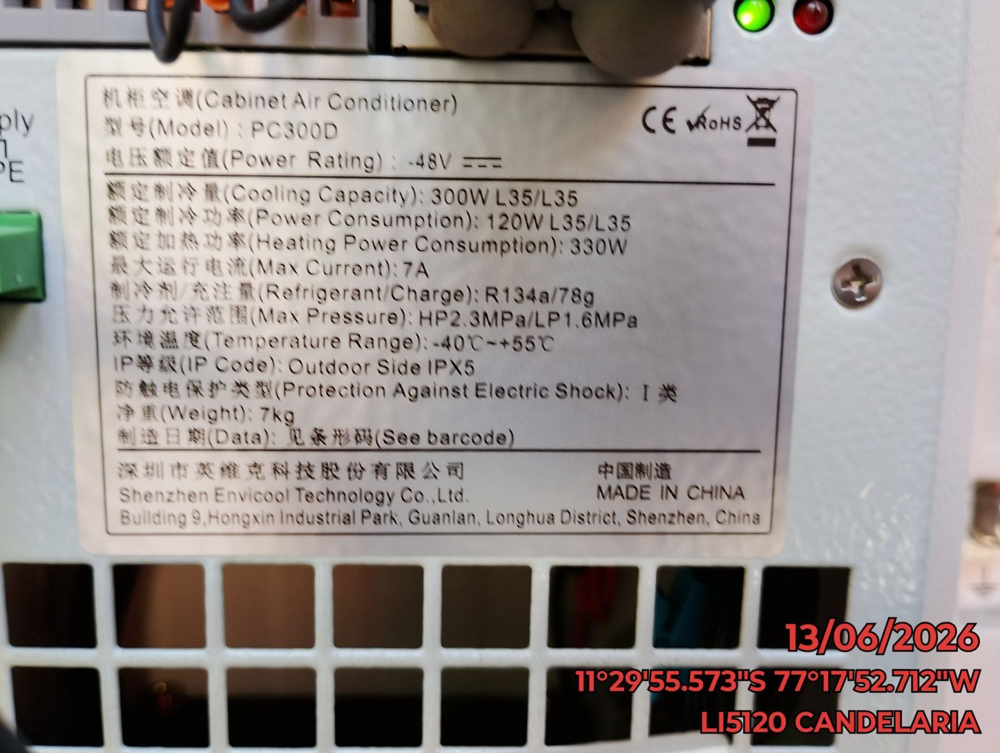 ply
PE
机柜空调(Cabinet Air Conditioner)
型号(Model) : PC300D
电压额定值(Power Rating) : -48V
CE RoHS
额定制冷量(Cooling Capacity): 300W L35/L35
额定制冷功率(Power Consumption): 120W L35/L35
额定加热功率(Heating Power Consumption): 330W
最大运行电流(Max Current): 7A
制冷剂/充注量(Refrigerant/Charge): R134a/78g
压力允许范围(Max Pressure): HP2.3MPa/LP1.6MPa
环境温度(Temperature Range): -40℃~+55℃
IP等级(IP Code): Outdoor Side IPX5
防触电保护类型(Protection Against Electric Shock): I 类
净重(Weight): 7kg
制造日期(Data): 见条形码(See barcode)
深圳市英维克科技股份有限公司
中国制造
Shenzhen Envicool Technology Co.,Ltd.
MADE IN CHINA
Building 9,Hongxin Industrial Park, Guanlan, Longhua District, Shenzhen, China
13/06/2026
11°29'55.573"S 77°17'52.712"W
LI5120 CANDELARIA